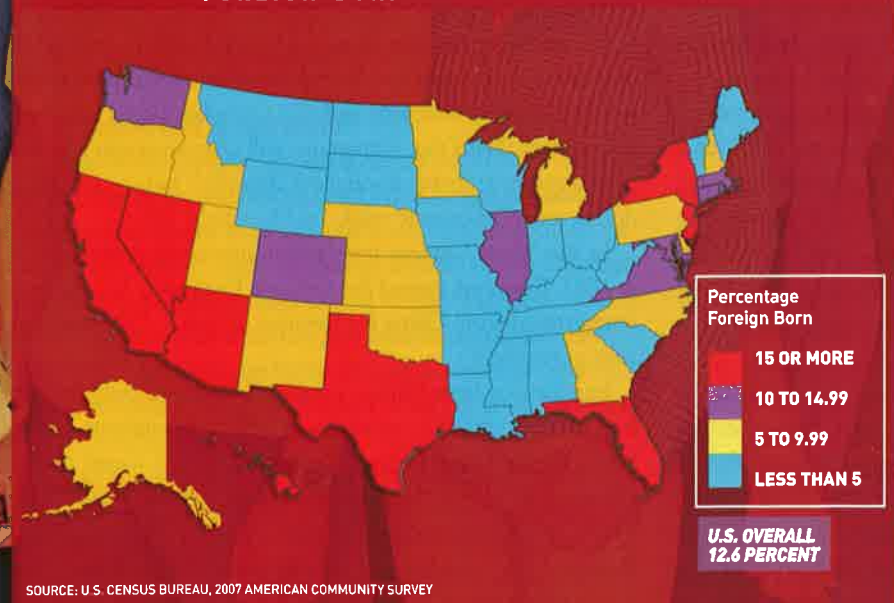 Percentage
Foreign Born
15 OR MORE
10 TO 14.99
5 TO 9.99
LESS THAN 5
U.S. OVERALL
12.6 PERCENT
SOURCE: U.S. CENSUS BUREAU, 2007 AMERICAN COMMUNITY SURVEY